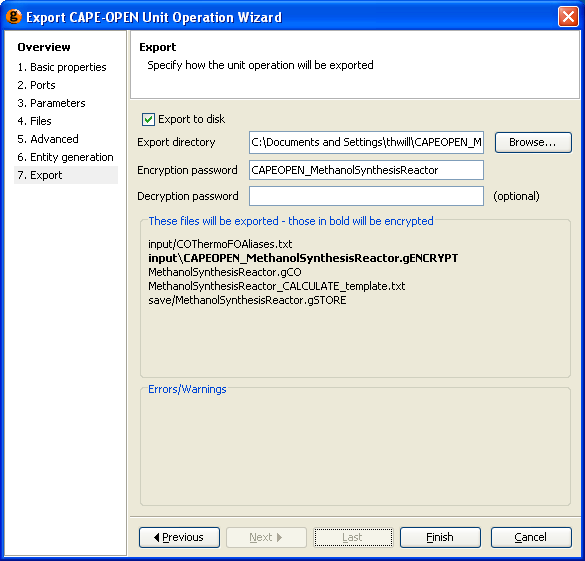 Export CAPE-OPEN Unit Operation Wizard
Overview
1. Basic properties
2. Ports
3. Parameters
4. Files
5. Advanced
6. Entity generation
7. Export
Export
Specify how the unit operation will be exported
Export to disk
Export directory C:\Documents and Settings\thwill\CAPEOPEN_M Browse...
Encryption password CAPEOPEN_MethanolSynthesisReactor
Decryption password (optional)
These files will be exported - those in bold will be encrypted
input/COThermoFOAliases.txt
input\CAPEOPEN_MethanolSynthesisReactor.gENCRYPT
MethanolSynthesisReactor.gCO
MethanolSynthesisReactor_CALCULATE_template.txt
save/MethanolSynthesisReactor.gSTORE
Errors/Warnings
Previous Next Last Finish Cancel